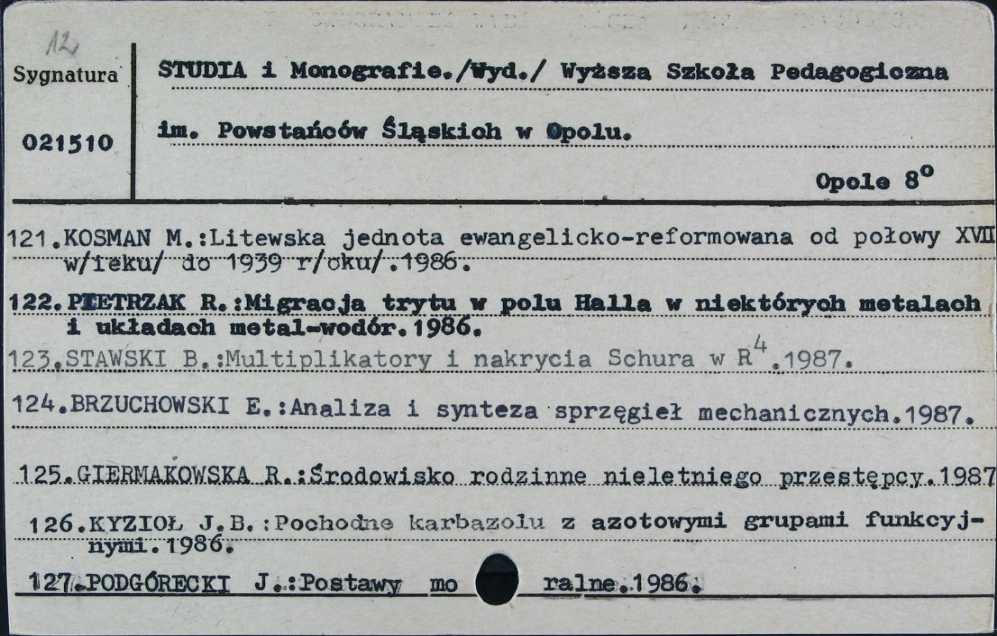 12
Sygnatura
STUDIA i Monografie./Wyd./ Wyższa Szkoła Pedagogiczna
021510
im. Powstańców Śląskich w Opolu.
Opole 8°
121.KOSMAN M.:Litewska jednota ewangelicko-reformowana od połowy XVII
w/ieku/ do 1939 r/oku/.1986.
122.PIETRZAK R.:Migracja trytu w polu Halla w niektórych metalach
i układach metal-wodór.1986.
123.STAWSKI B.:Multiplikatory i nakrycia Schura w R⁴.1987.
124.BRZUCHOWSKI E.:Analiza i synteza sprzęgieł mechanicznych.1987.
125.GIERMAKOWSKA R.:Środowisko rodzinne nieletniego przestępcy.1987
126.KYZIOŁ J.B.:Pochodne karbazolu z azotowymi grupami funkcyj-
nymi.1986.
127.PODGÓRECKI J.:Postawy mo ralne.1986.